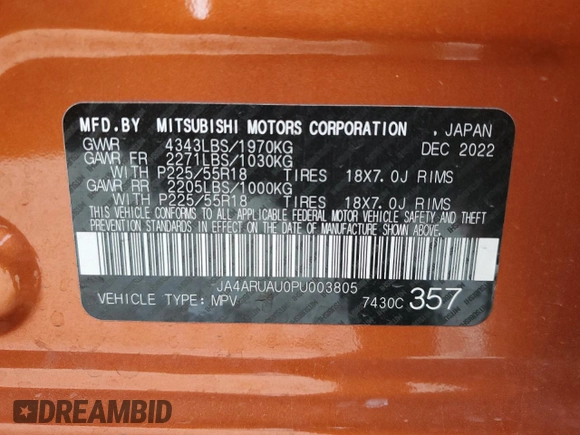 MFD.BY MITSUBISHI MOTORS CORPORATION , JAPAN
GVWR 4343LBS/1970KG DEC 2022
GAWR FR 2271LBS/1030KG
WITH P225/55R18 TIRES 18X7.0J RIMS
GAWR RR 2205LBS/1000KG
WITH P225/55R18 TIRES 18X7.0J RIMS
THIS VEHICLE CONFORMS TO ALL APPLICABLE FEDERAL MOTOR VEHICLE SAFETY AND THEFT
PREVENTION STANDARDS IN EFFECT ON THE DATE OF MANUFACTURE SHOWN ABOVE.
JA4ARUAU0PU003805
VEHICLE TYPE: MPV 7430C 357
DREAMBID